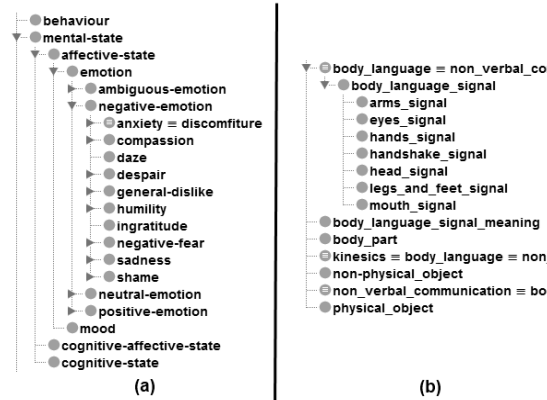 behaviour
mental-state
affective-state
emotion
ambiguous-emotion
negative-emotion
anxiety ≡ discomfiture
compassion
daze
despair
general-dislike
humility
ingratitude
negative-fear
sadness
shame
neutral-emotion
positive-emotion
mood
cognitive-affective-state
cognitive-state
(a)
body_language ≡ non_verbal_co
body_language_signal
arms_signal
eyes_signal
hands_signal
handshake_signal
head_signal
legs_and_feet_signal
mouth_signal
body_language_signal_meaning
body_part
kinesics ≡ body_language ≡ non_
non-physical_object
non_verbal_communication ≡ bo
physical_object
(b)